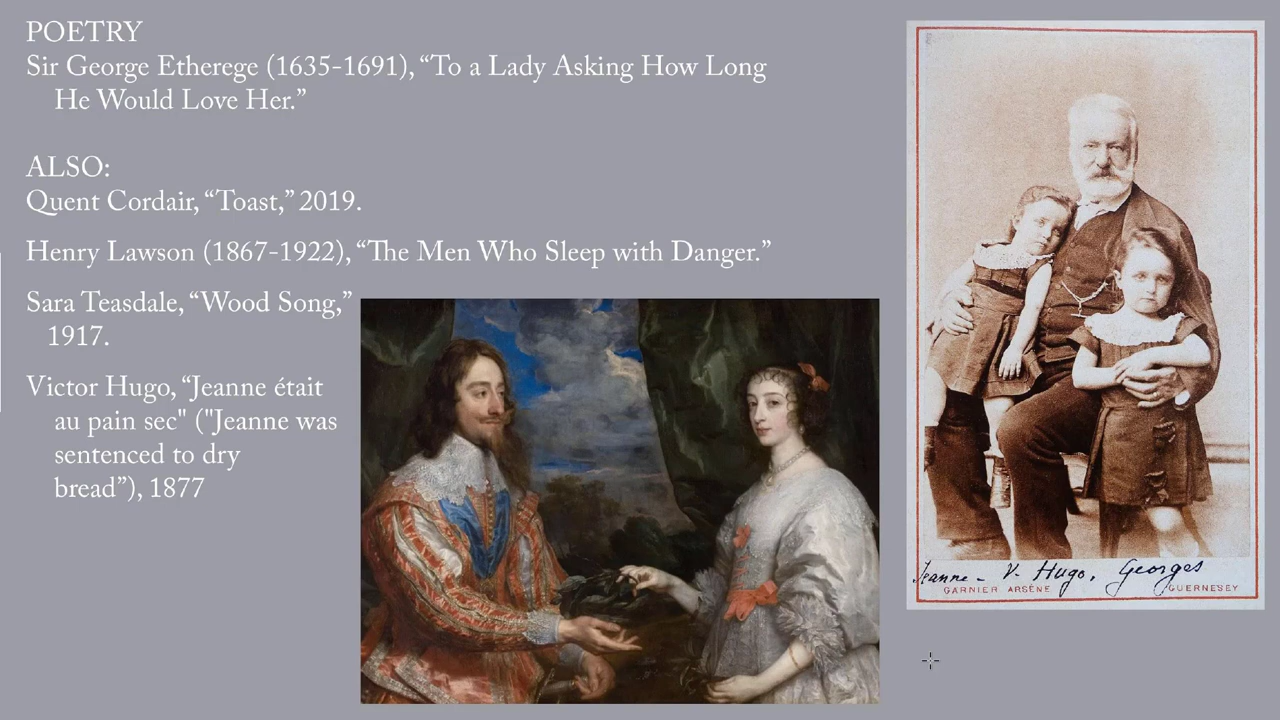 POETRY
Sir George Etherege (1635-1691), “To a Lady Asking How Long
He Would Love Her.”
ALSO:
Quent Cordair, “Toast,” 2019.
Henry Lawson (1867-1922), “The Men Who Sleep with Danger.”
Sara Teasdale, “Wood Song,”
1917.
Victor Hugo, “Jeanne était
au pain sec" ("Jeanne was
sentenced to dry
bread”), 1877
Jeanne - V. Hugo, Georges
GARNIER ARSÈNE GUERNESEY